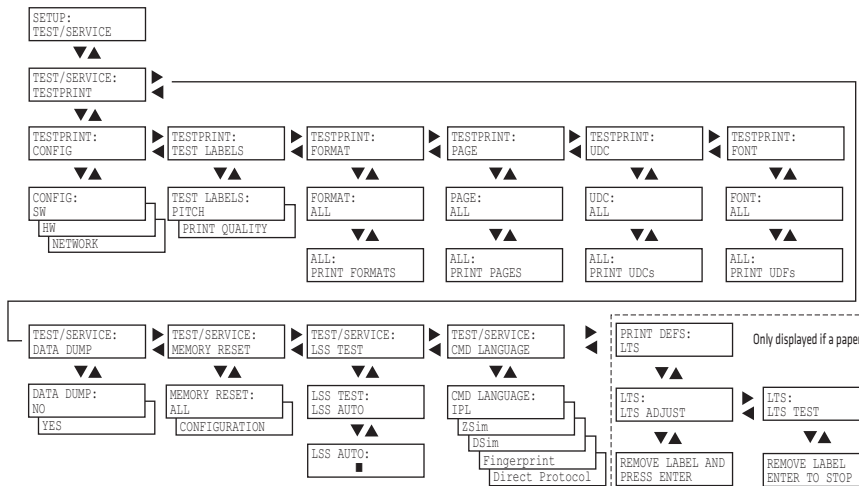 SETUP:
TEST/SERVICE
TEST/SERVICE:
TESTPRINT
TESTPRINT:
CONFIG
TESTPRINT:
TEST LABELS
TESTPRINT:
FORMAT
TESTPRINT:
PAGE
TESTPRINT:
UDC
TESTPRINT:
FONT
CONFIG:
SW
HW
NETWORK
TEST LABELS:
PITCH
PRINT QUALITY
FORMAT:
ALL
PAGE:
ALL
UDC:
ALL
FONT:
ALL
ALL:
PRINT FORMATS
ALL:
PRINT PAGES
ALL:
PRINT UDCs
ALL:
PRINT UDFs
TEST/SERVICE:
DATA DUMP
TEST/SERVICE:
MEMORY RESET
TEST/SERVICE:
LSS TEST
TEST/SERVICE:
CMD LANGUAGE
PRINT DEFS:
LTS
Only displayed if a paper
DATA DUMP:
NO
YES
MEMORY RESET:
ALL
CONFIGURATION
LSS TEST:
LSS AUTO
CMD LANGUAGE:
IPL
ZSim
DSim
Fingerprint
Direct Protocol
LTS:
LTS ADJUST
LTS:
LTS TEST
LSS AUTO:
REMOVE LABEL AND
PRESS ENTER
REMOVE LABEL
ENTER TO STOP